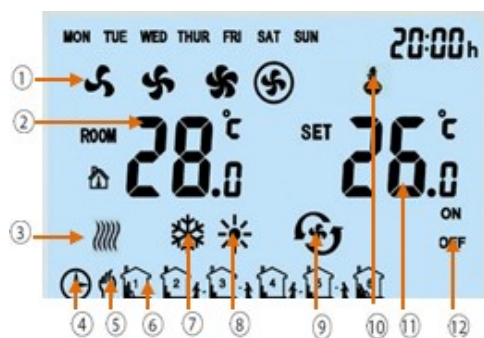 MON TUE WED THUR FRI SAT SUN 20:00h
①
② ROOM 28.0°C SET 26.0°C
③ ON
OFF
1 2 3 4 5 6
④ ⑤ ⑥ ⑦ ⑧ ⑨ ⑩ ⑪ ⑫